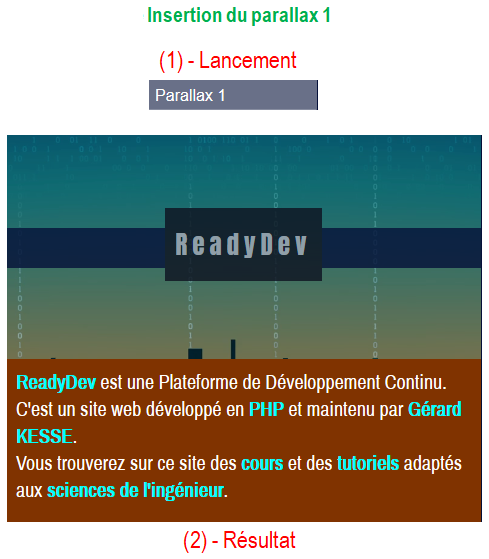 Insertion du parallax 1
(1) - Lancement
Parallax 1
ReadyDev
ReadyDev est une Plateforme de Développement Continu.
C'est un site web développé en PHP et maintenu par Gérard
KESSE.
Vous trouverez sur ce site des cours et des tutoriels adaptés
aux sciences de l'ingénieur.
(2) - Résultat